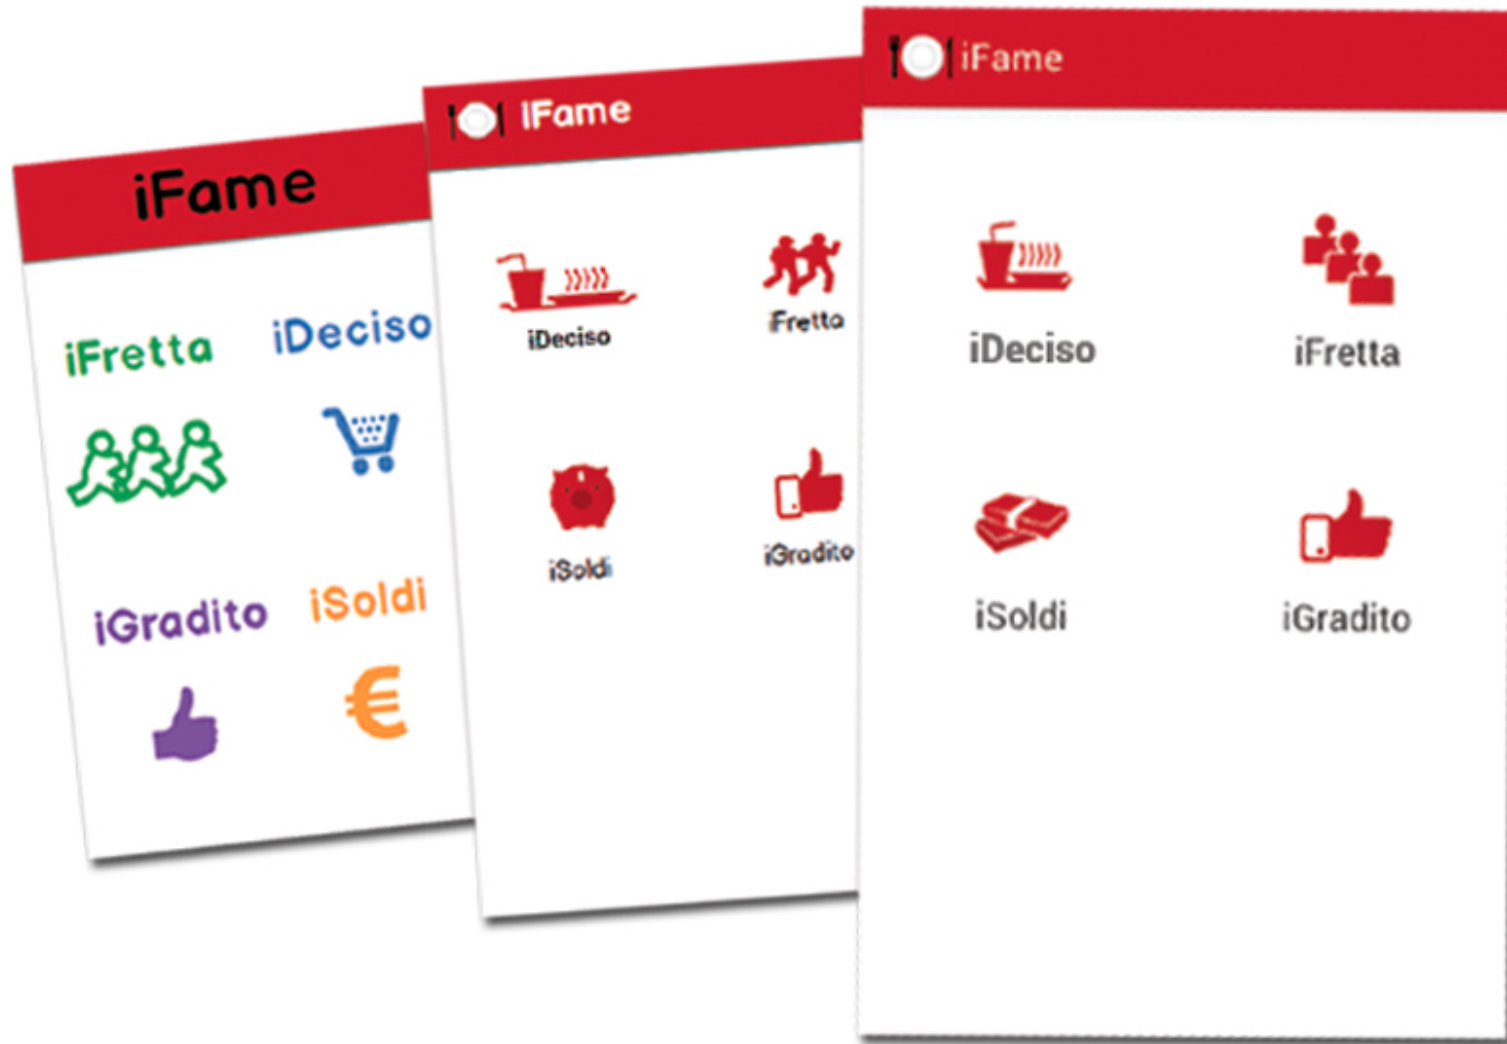 iFame
iFretta iDeciso
iGradito iSoldi
€
iFame
iDeciso iFretta
iSoldi iGradito
iFame
iDeciso iFretta
iSoldi iGradito